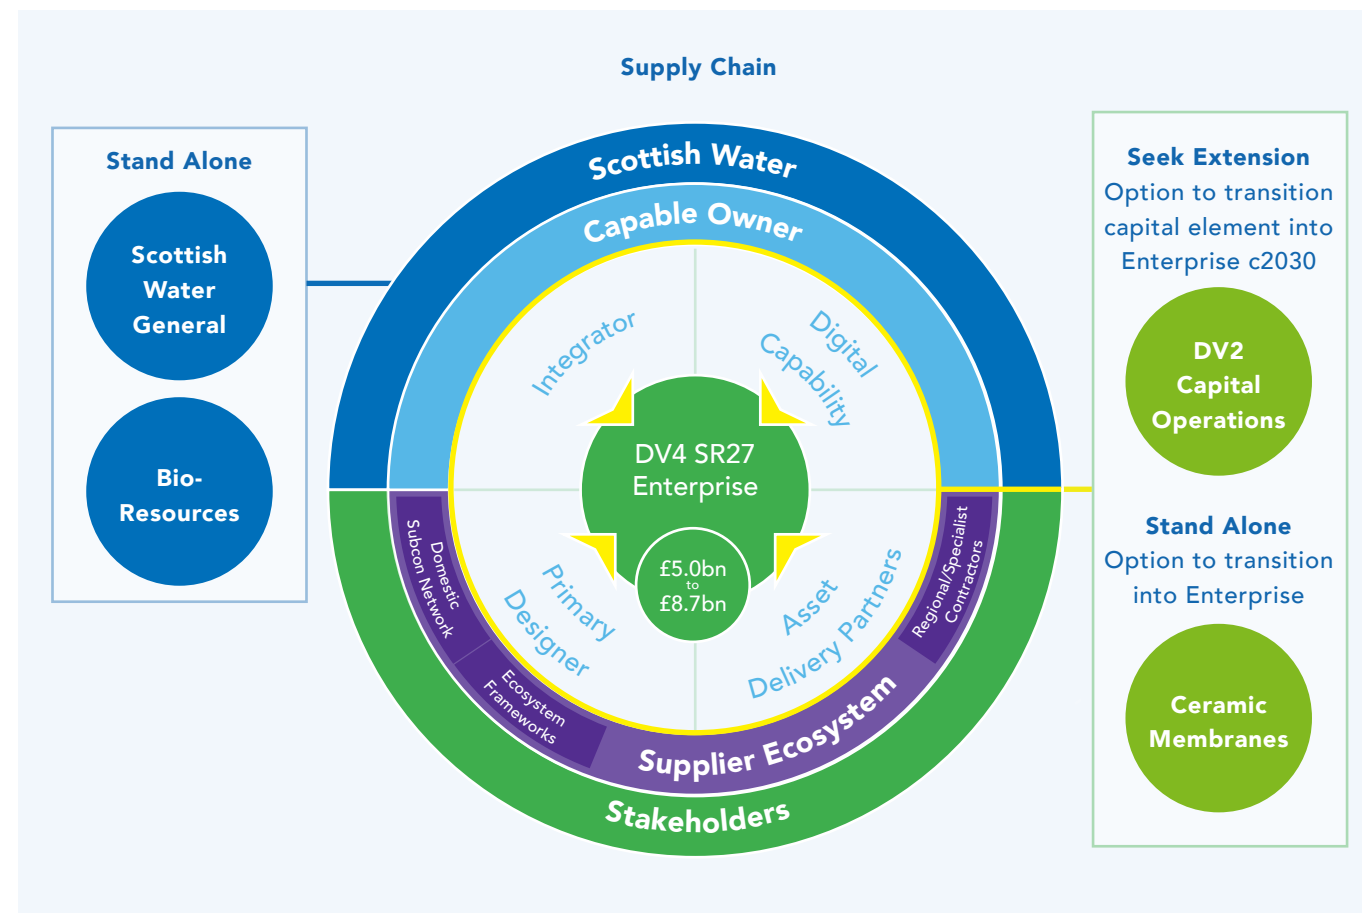 Supply Chain
Stand Alone
Scottish
Water
General
Bio-
Resources
Scottish Water
Capable Owner
Integrator
Digital
Capability
DV4 SR27
Enterprise
£5.0bn
to
£8.7bn
Primary
Designer
Asset
Delivery Partners
Domestic
Subcon Network
Ecosystem
Frameworks
Regional/Specialist
Contractors
Supplier Ecosystem
Stakeholders
Seek Extension
Option to transition
capital element into
Enterprise c2030
DV2
Capital
Operations
Stand Alone
Option to transition
into Enterprise
Ceramic
Membranes